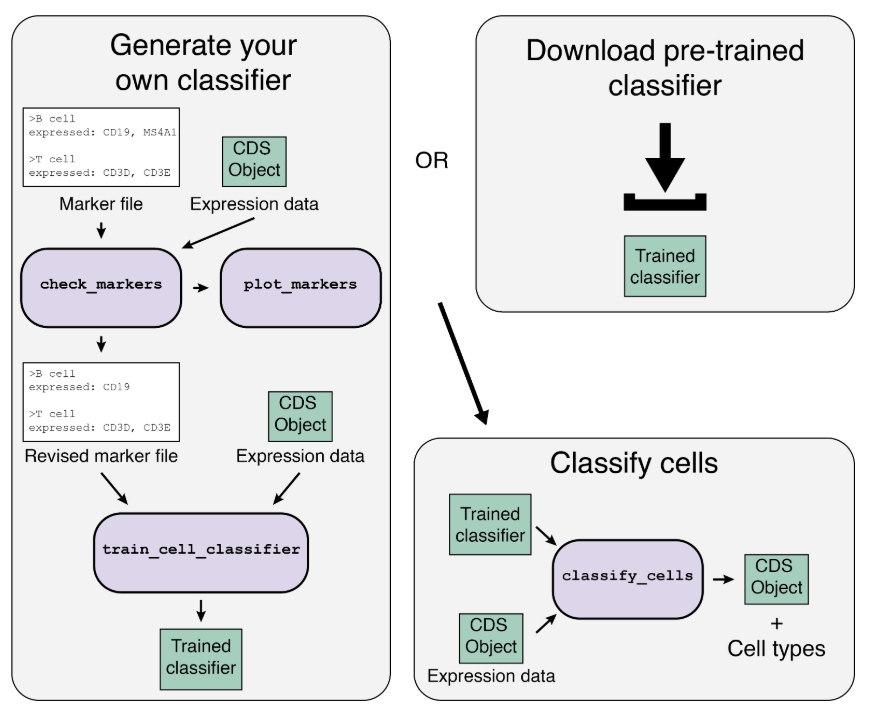 Generate your
own classifier
>B cell
expressed: CD19, MS4A1
>T cell
expressed: CD3D, CD3E
Marker file
CDS
Object
Expression data
check_markers
plot_markers
>B cell
expressed: CD19
>T cell
expressed: CD3D, CD3E
Revised marker file
CDS
Object
Expression data
train_cell_classifier
Trained
classifier
OR
Download pre-trained
classifier
Trained
classifier
Classify cells
Trained
classifier
CDS
Object
Expression data
classify_cells
CDS
Object
+
Cell types